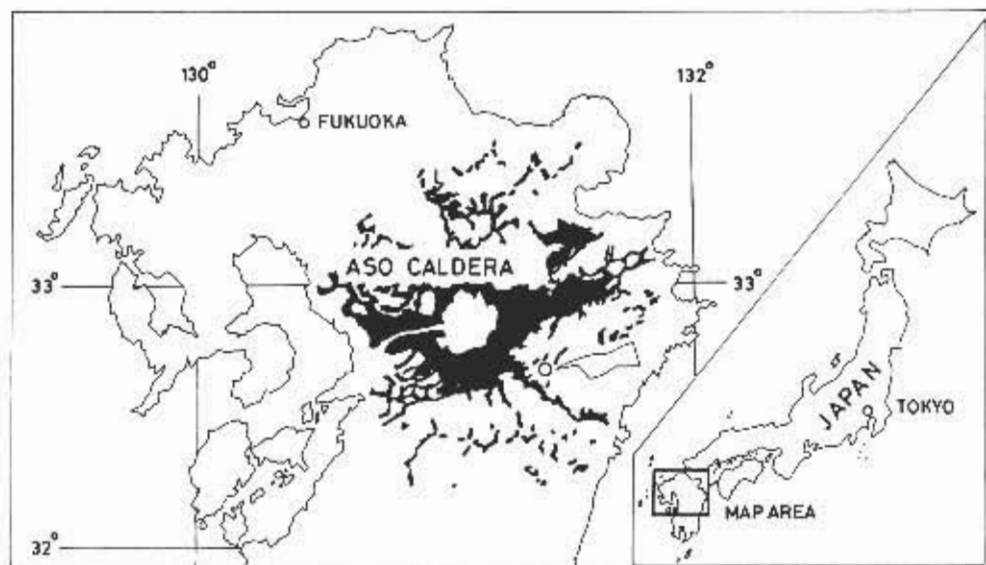 130°
132°
FUKUOKA
ASO CALDERA
33°
33°
JAPAN
TOKYO
MAP AREA
32°